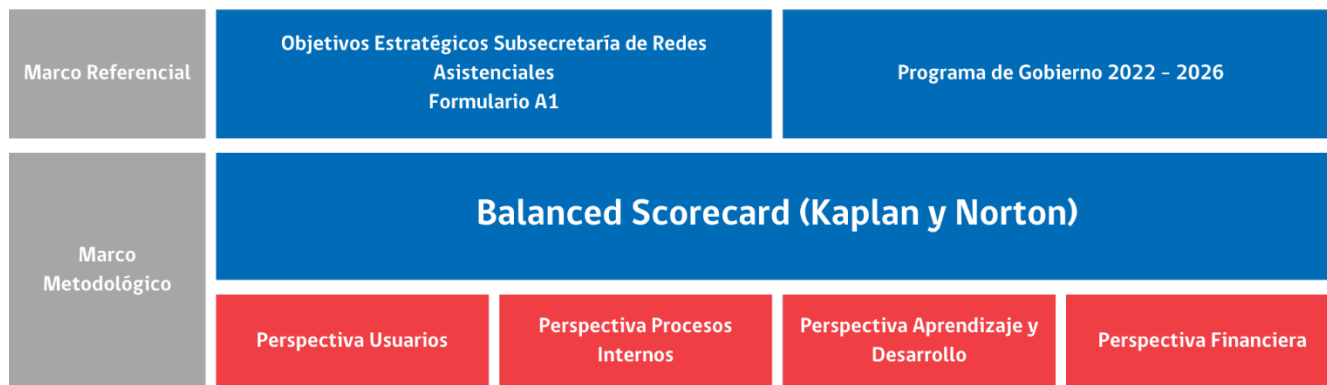 Marco Referencial
Objetivos Estratégicos Subsecretaría de Redes
Asistenciales
Formulario A1
Programa de Gobierno 2022 - 2026
Marco
Metodológico
Balanced Scorecard (Kaplan y Norton)
Perspectiva Usuarios
Perspectiva Procesos
Internos
Perspectiva Aprendizaje y
Desarrollo
Perspectiva Financiera